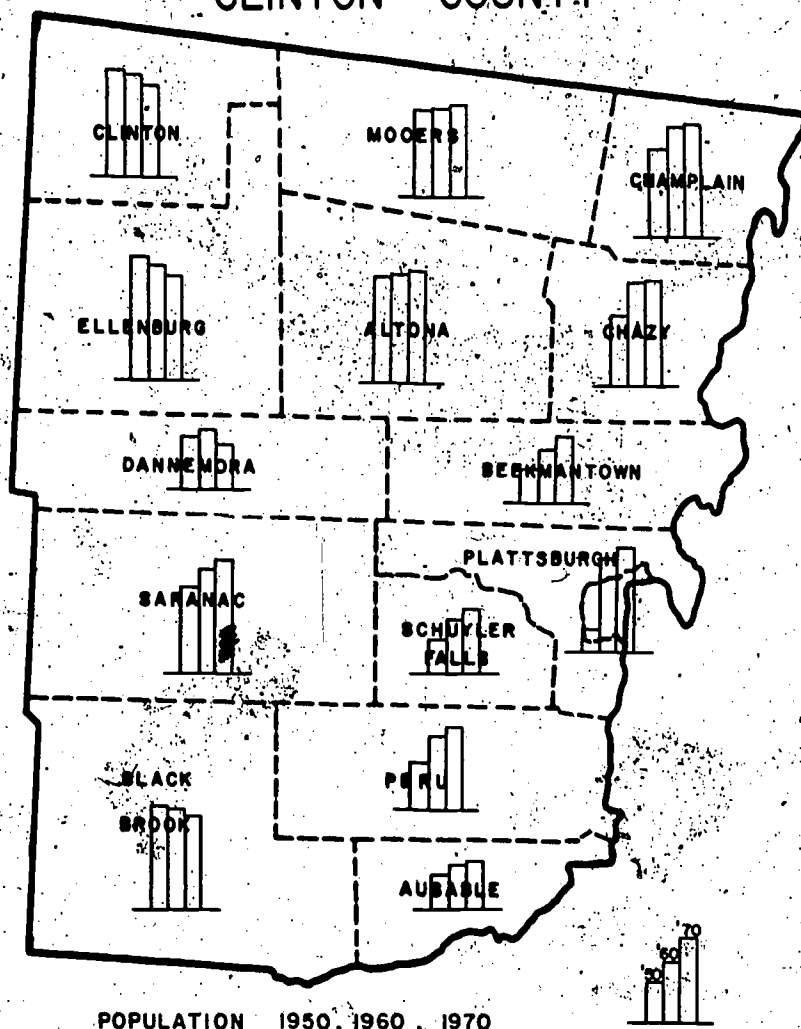 CLINTON COUNTY
CLINTON
MOOERS
CHAMPLAIN
ELLENBURG
ALTONA
CHAZY
DANNEMORA
BEEKMANTOWN
PLATTSBURGH
SARANAC
SCHUYLER
FALLS
BLACK
BROOK
PERU
AUSABLE
'50
'60
'70
POPULATION 1950, 1960, 1970